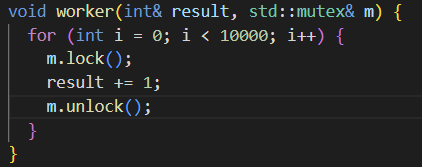 void worker(int& result, std::mutex& m) {
  for (int i = 0; i < 10000; i++) {
    m.lock();
    result += 1;
    m.unlock();
  }
}